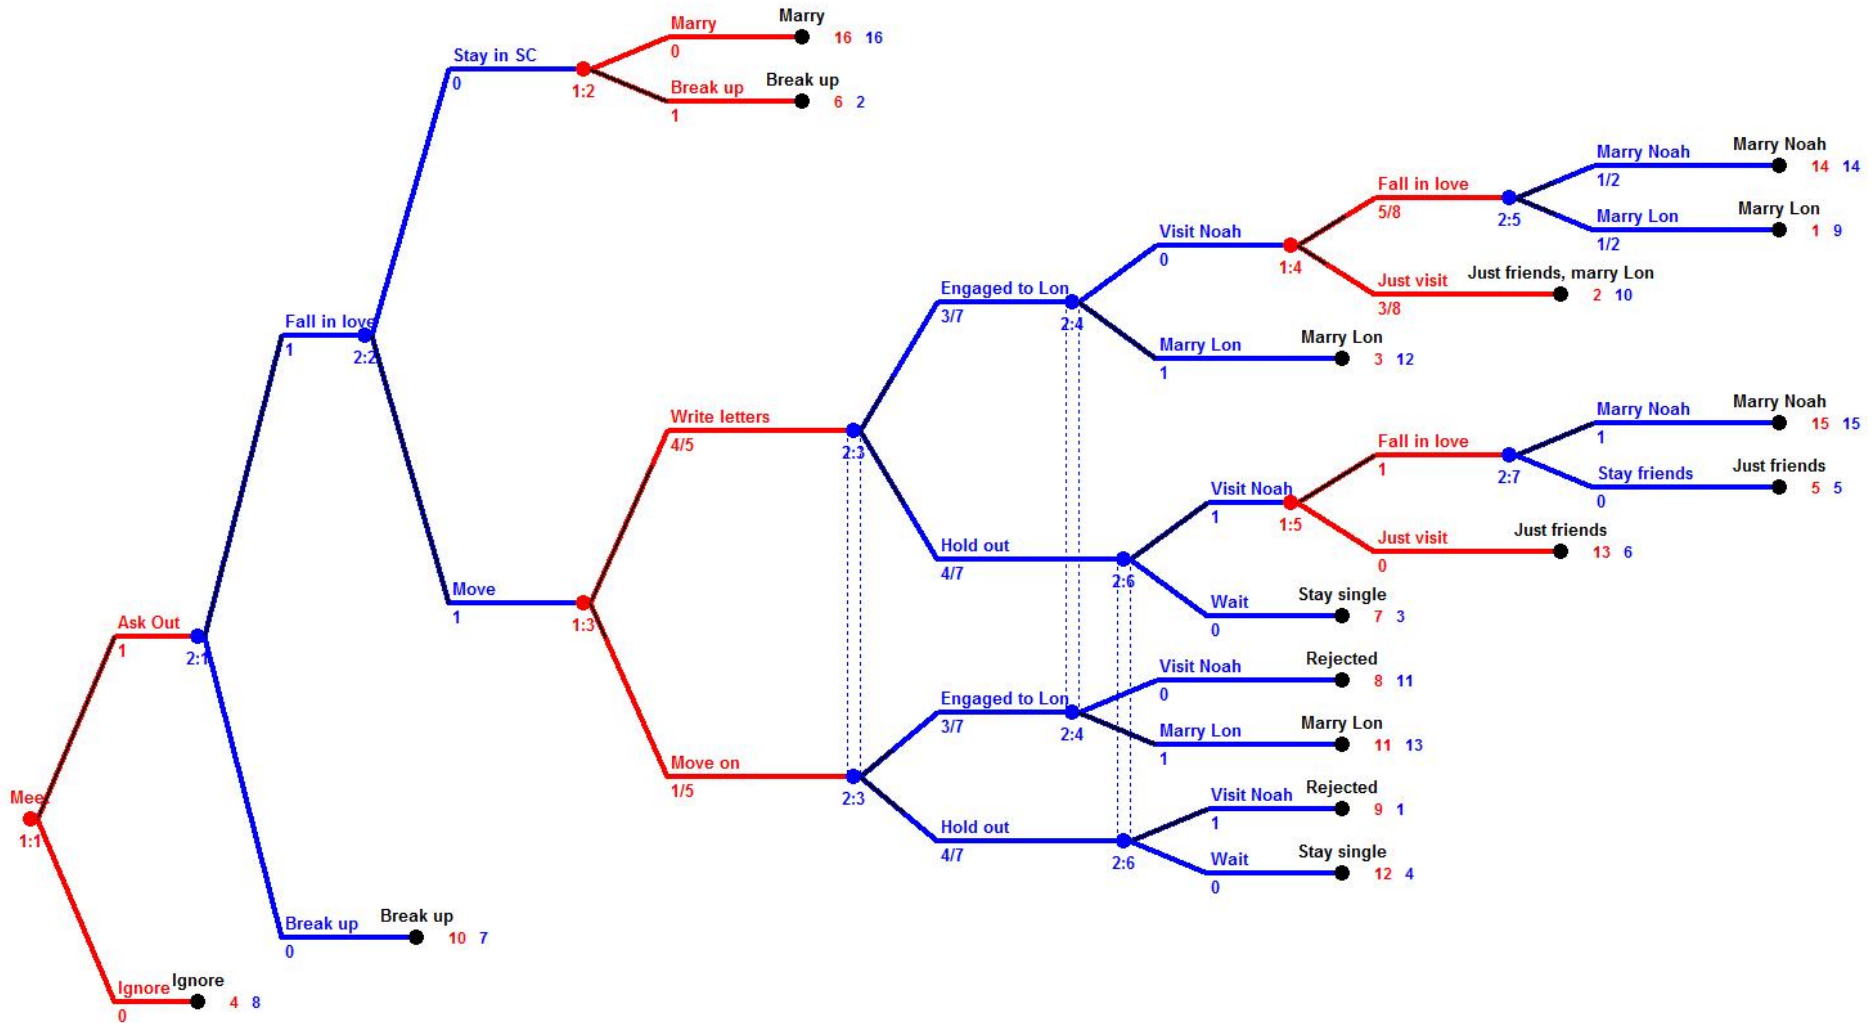 Marry
Marry
16 16
0
Stay in SC
0
1:2
Break up
Break up
6 2
1
Marry Noah
Marry Noah
14 14
1/2
Fall in love
5/8
2:5
Marry Lon
Marry Lon
1 9
1/2
Visit Noah
0
1:4
Just visit
Just friends, marry Lon
2 10
3/8
Engaged to Lon
3/7
2:4
Marry Lon
Marry Lon
3 12
1
Fall in love
1
2:2
Write letters
4/5
2:3
Marry Noah
Marry Noah
15 15
1
Fall in love
1
2:7
Stay friends
Just friends
5 5
0
Visit Noah
1
1:5
Just visit
Just friends
13 6
0
Hold out
4/7
2:6
Wait
Stay single
7 3
0
Move
1
1:3
Ask Out
1
2:1
Visit Noah
Rejected
8 11
0
Engaged to Lon
3/7
2:4
Marry Lon
Marry Lon
11 13
1
Move on
1/5
2:3
Visit Noah
Rejected
9 1
1
Hold out
4/7
2:6
Wait
Stay single
12 4
0
1:1
Break up
Break up
10 7
0
Ignore
Ignore
4 8
0